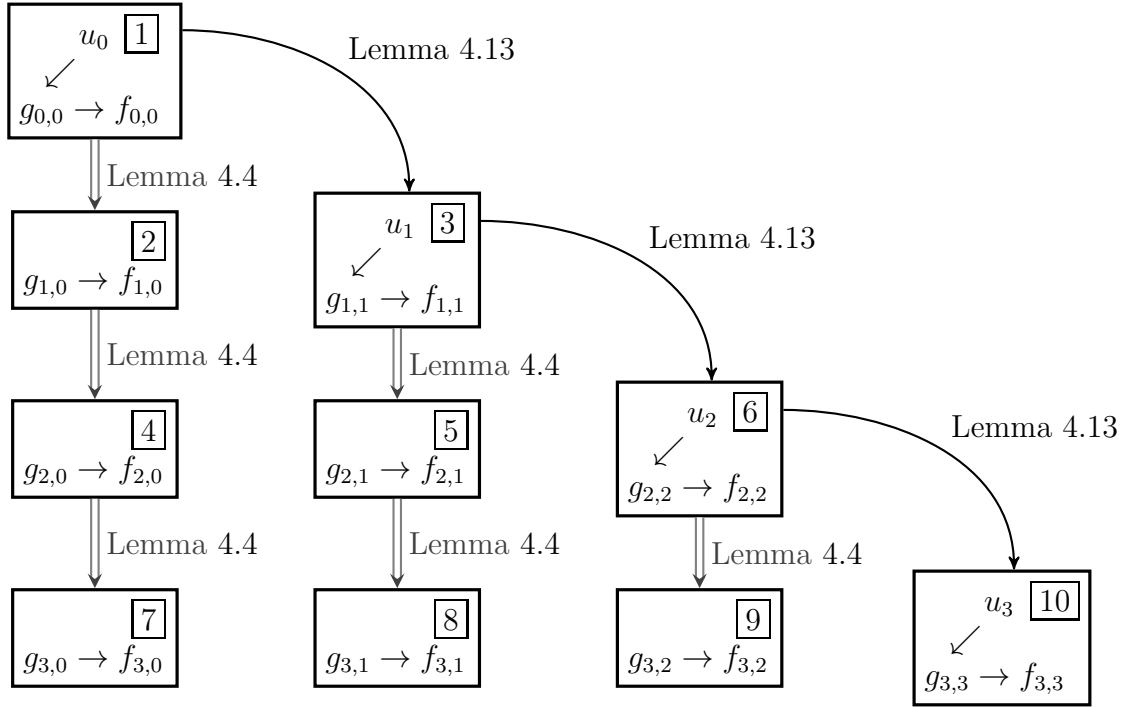 u_0 1
Lemma 4.13
g_{0,0} → f_{0,0}
Lemma 4.4
u_1 3
Lemma 4.13
2
g_{1,0} → f_{1,0}
g_{1,1} → f_{1,1}
Lemma 4.4
Lemma 4.4
u_2 6
Lemma 4.13
4
g_{2,0} → f_{2,0}
5
g_{2,1} → f_{2,1}
g_{2,2} → f_{2,2}
Lemma 4.4
Lemma 4.4
Lemma 4.4
u_3 10
7
g_{3,0} → f_{3,0}
8
g_{3,1} → f_{3,1}
9
g_{3,2} → f_{3,2}
g_{3,3} → f_{3,3}